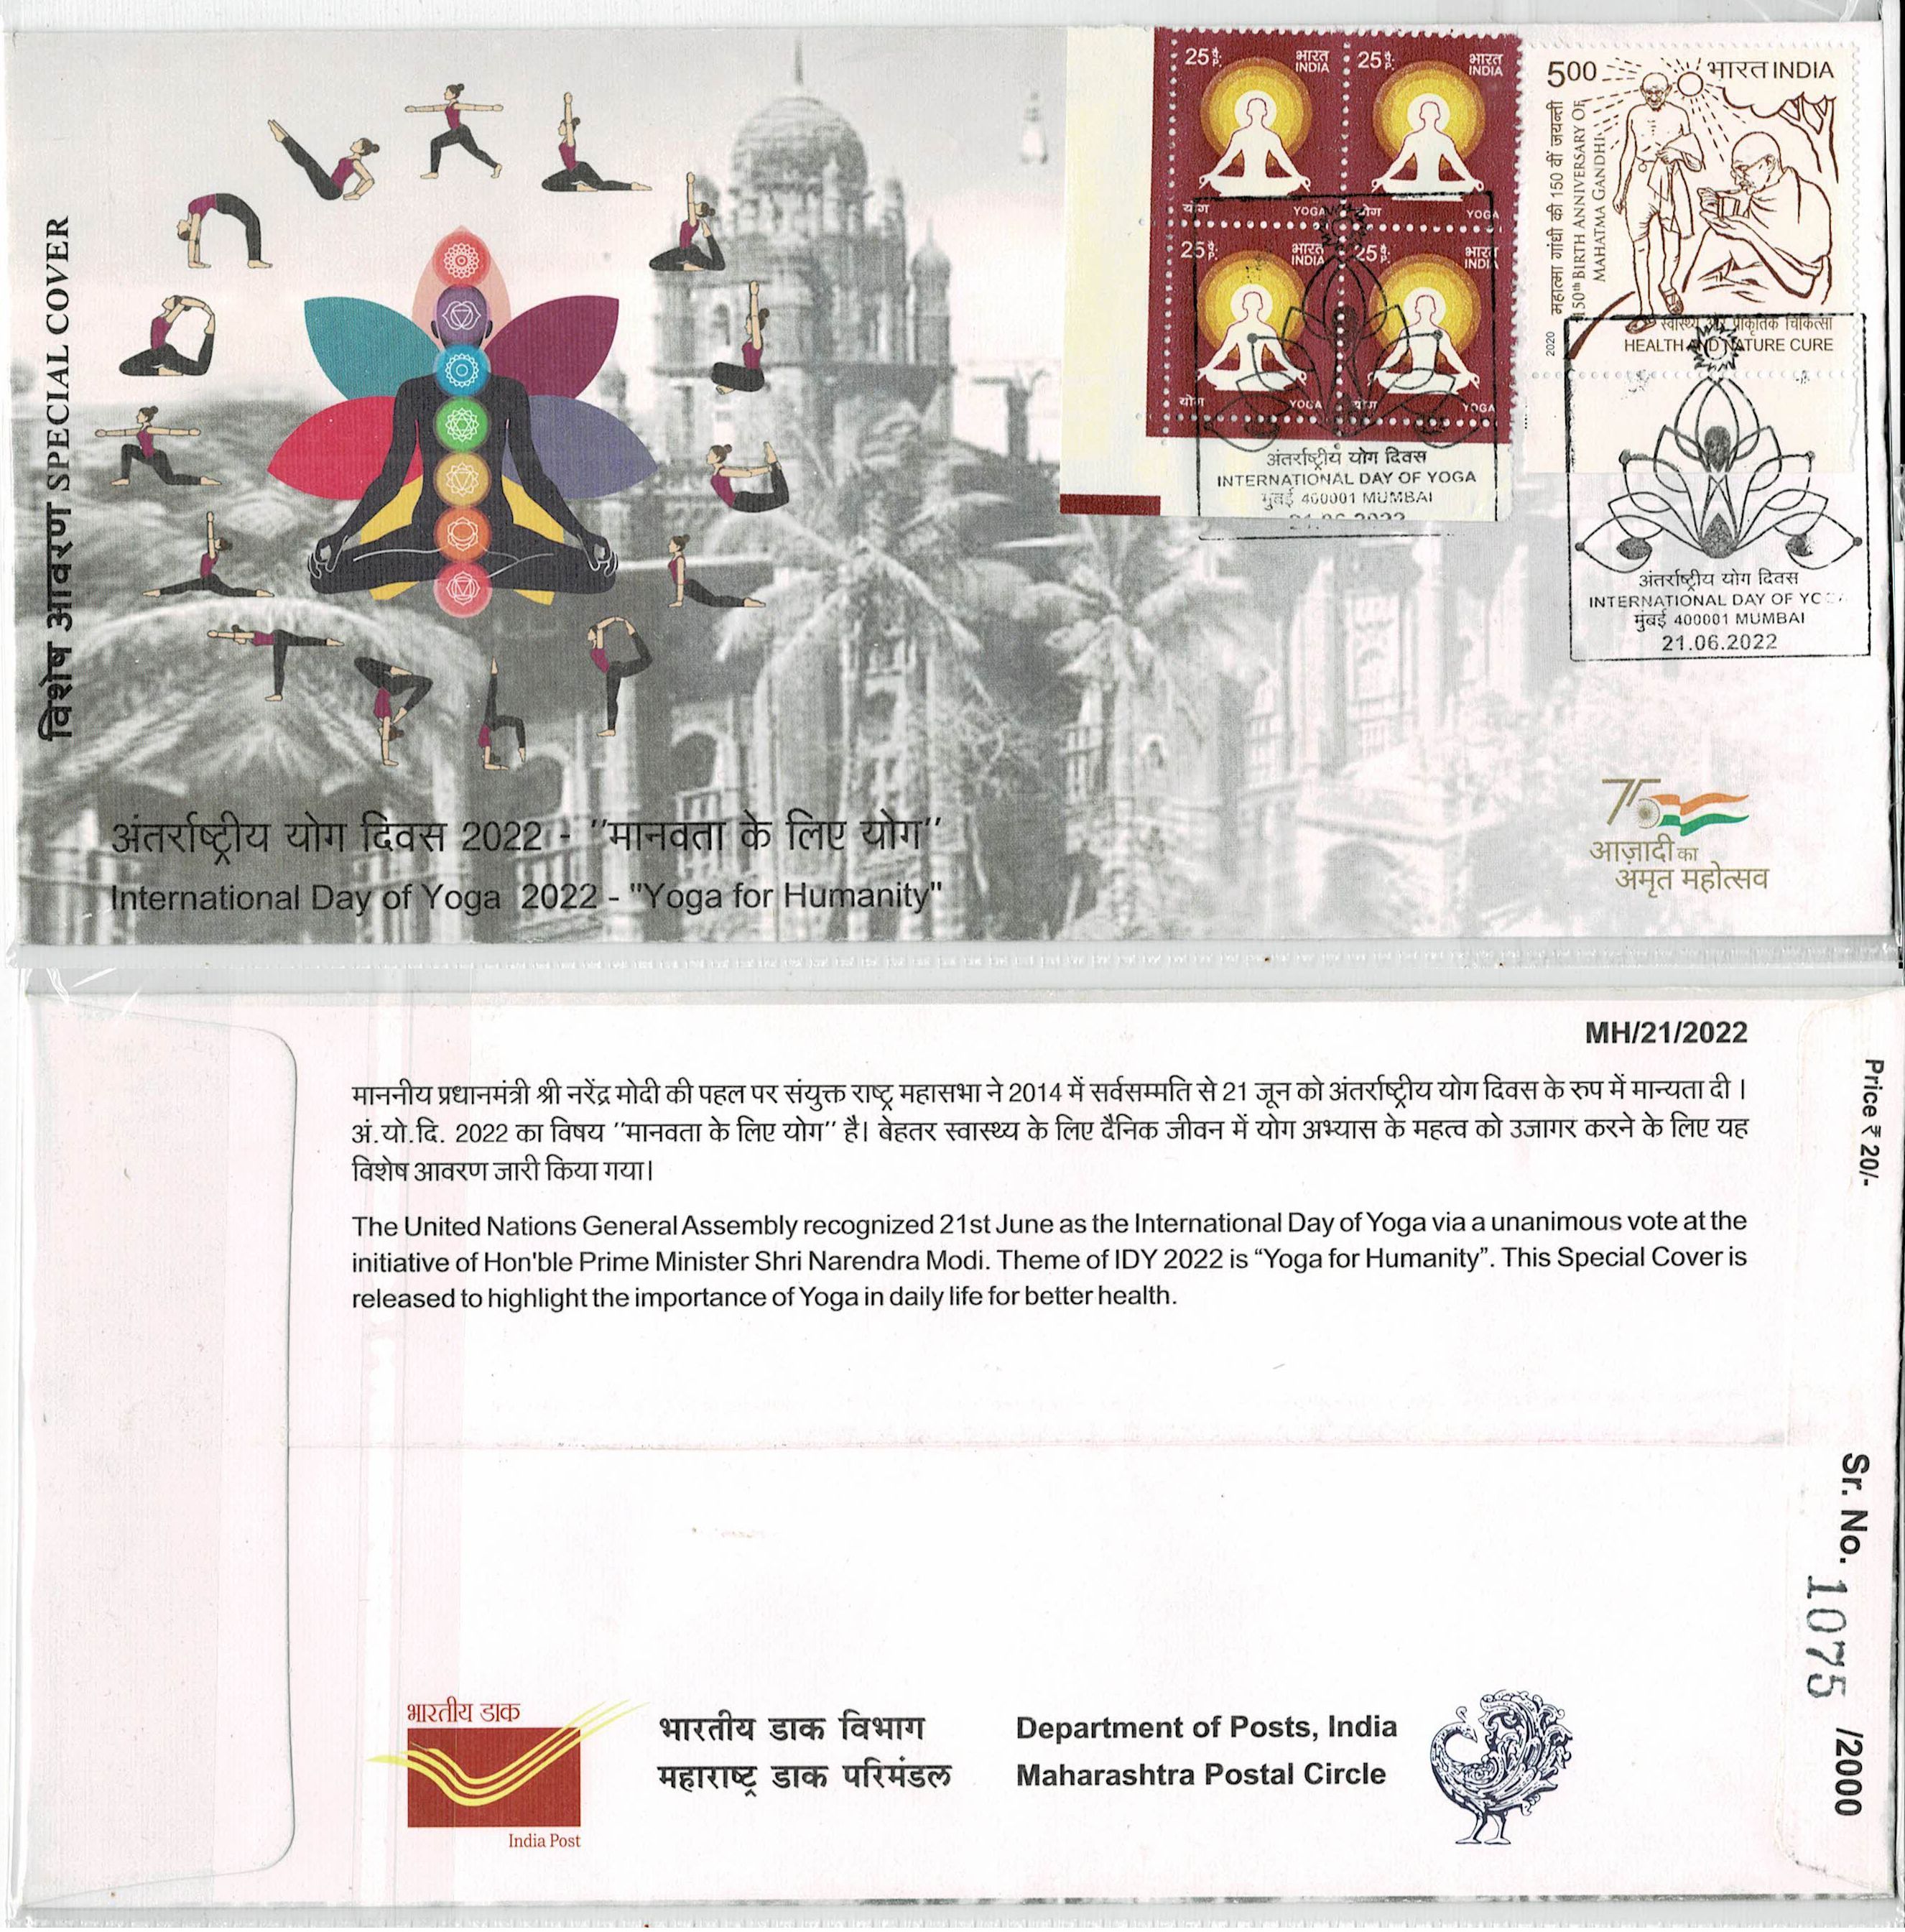 विशेष आवरण SPECIAL COVER
25 पै. P. भारत INDIA
योग YOGA
25 पै. P. भारत INDIA
योग YOGA
25 पै. P. भारत INDIA
योग YOGA
25 पै. P. भारत INDIA
योग YOGA
अंतर्राष्ट्रीय योग दिवस
INTERNATIONAL DAY OF YOGA
मुंबई 400001 MUMBAI
21.06.2022
500 भारत INDIA
महात्मा गांधी की 150 वीं जयन्ती
150th BIRTH ANNIVERSARY OF
MAHATMA GANDHI
2020
स्वास्थ्य और प्राकृतिक चिकित्सा
HEALTH AND NATURE CURE
अंतर्राष्ट्रीय योग दिवस
INTERNATIONAL DAY OF
मुंबई 400001 MUMBAI
21.06.2022
अंतर्राष्ट्रीय योग दिवस 2022 - ''मानवता के लिए योग''
International Day of Yoga 2022 - "Yoga for Humanity"
75
आज़ादी का
अमृत महोत्सव
MH/21/2022
Price ₹ 20/-
माननीय प्रधानमंत्री श्री नरेंद्र मोदी की पहल पर संयुक्त राष्ट्र महासभा ने 2014 में सर्वसम्मति से 21 जून को अंतर्राष्ट्रीय योग दिवस के रुप में मान्यता दी ।
अं.यो.दि. 2022 का विषय ''मानवता के लिए योग'' है। बेहतर स्वास्थ्य के लिए दैनिक जीवन में योग अभ्यास के महत्व को उजागर करने के लिए यह
विशेष आवरण जारी किया गया।
The United Nations General Assembly recognized 21st June as the International Day of Yoga via a unanimous vote at the
initiative of Hon'ble Prime Minister Shri Narendra Modi. Theme of IDY 2022 is “Yoga for Humanity”. This Special Cover is
released to highlight the importance of Yoga in daily life for better health.
Sr. No. 1075 /2000
भारतीय डाक
India Post
भारतीय डाक विभाग
महाराष्ट्र डाक परिमंडल
Department of Posts, India
Maharashtra Postal Circle